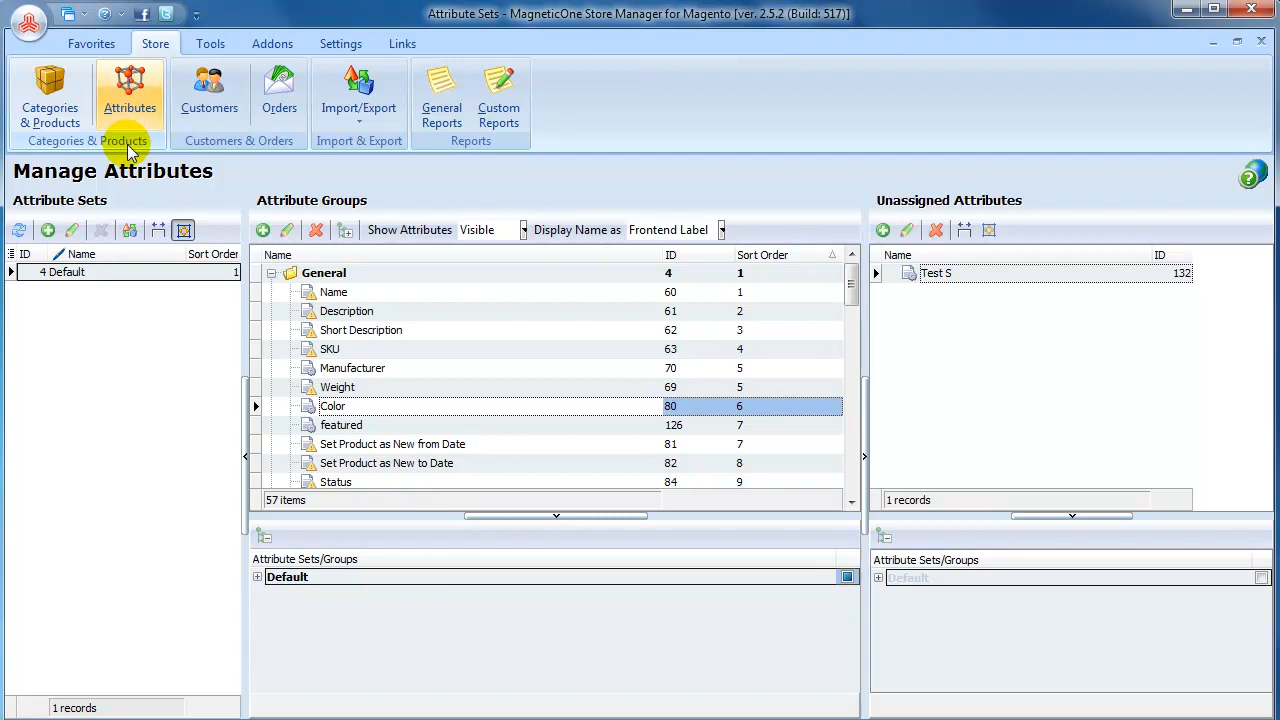 Attribute Sets - MagneticOne Store Manager for Magento [ver. 2.5.2 (Build: 517)]
Favorites Store Tools Addons Settings Links
Categories & Products Attributes Customers Orders Import/Export General Reports Custom Reports
Categories & Products Customers & Orders Import & Export Reports
Manage Attributes
Attribute Sets Attribute Groups Unassigned Attributes
Show Attributes Visible Display Name as Frontend Label
ID Name Sort Order
4 Default 1
1 records
Name ID Sort Order
General 4 1
Name 60 1
Description 61 2
Short Description 62 3
SKU 63 4
Manufacturer 70 5
Weight 69 5
Color 80 6
featured 126 7
Set Product as New from Date 81 7
Set Product as New to Date 82 8
Status 84 9
57 items
Attribute Sets/Groups
Default
Name ID
Test S 132
1 records
Attribute Sets/Groups
Default